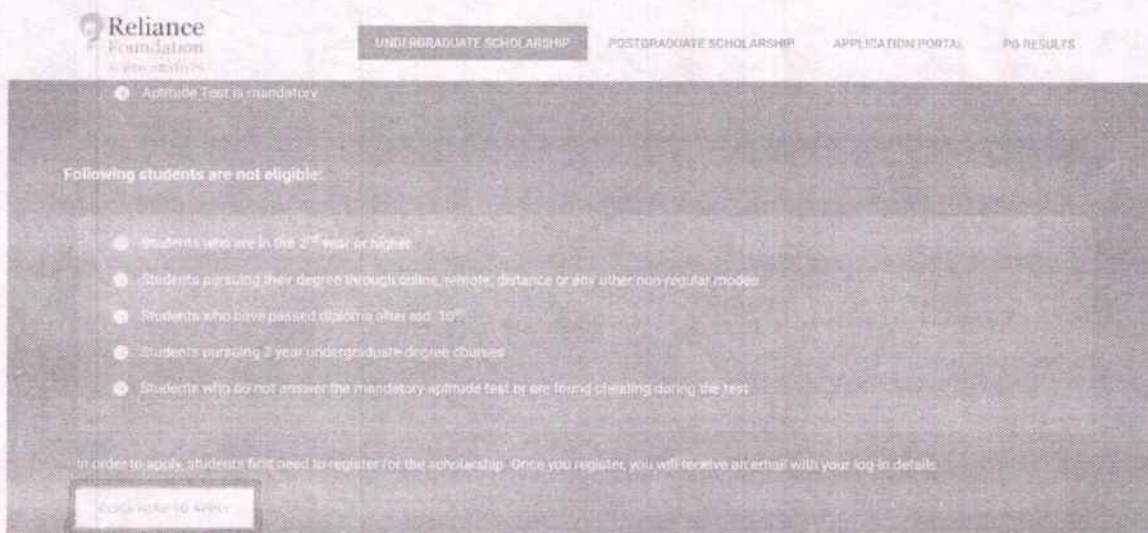 Reliance
Foundation
UNDERGRADUATE SCHOLARSHIP POSTGRADUATE SCHOLARSHIP APPLICATION PORTAL PG RESULTS
Aptitude Test is mandatory
Following students are not eligible:
Students who are in the 2nd year or higher
Students pursuing their degree through online, remote, distance or any other non-regular modes
Students who have passed diploma after std. 10th
Students pursuing 2 year undergraduate degree courses
Students who do not answer the mandatory aptitude test or are found cheating during the test
In order to apply, students first need to register for the scholarship. Once you register, you will receive an email with your log-in details
CLICK HERE TO APPLY